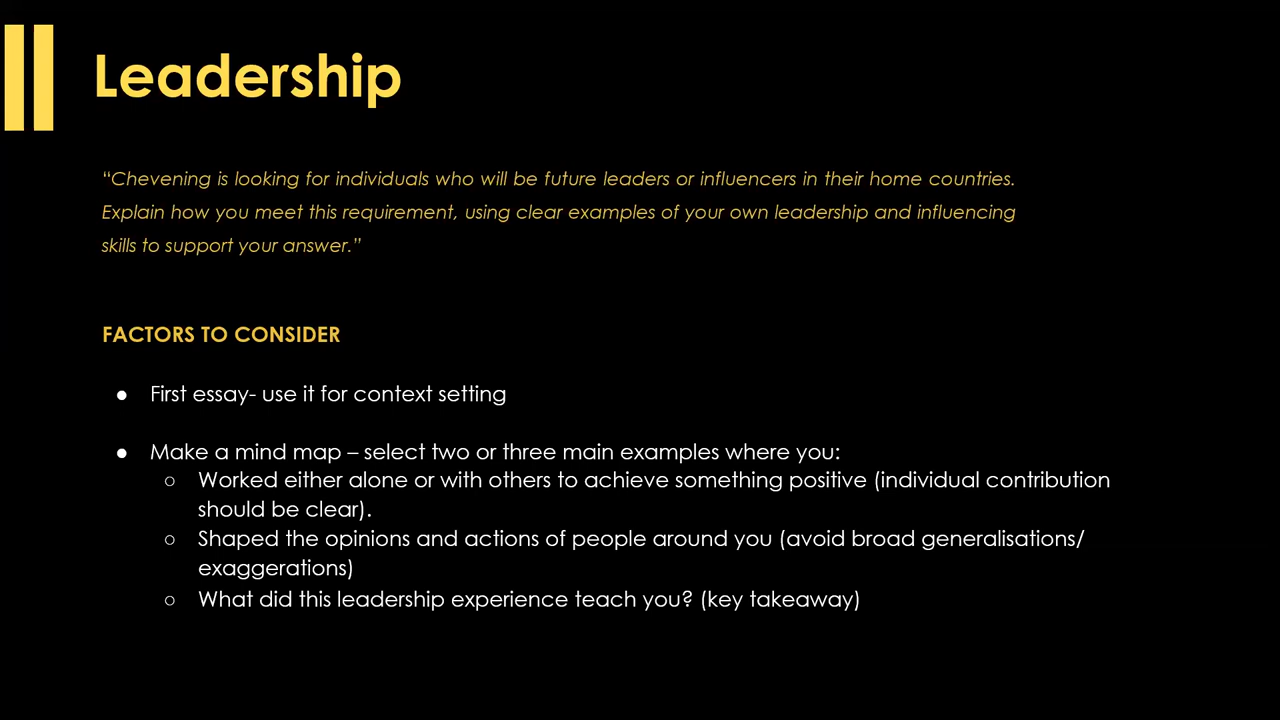 Leadership
“Chevening is looking for individuals who will be future leaders or influencers in their home countries.
Explain how you meet this requirement, using clear examples of your own leadership and influencing
skills to support your answer.”
FACTORS TO CONSIDER
● First essay- use it for context setting
● Make a mind map – select two or three main examples where you:
○ Worked either alone or with others to achieve something positive (individual contribution
should be clear).
○ Shaped the opinions and actions of people around you (avoid broad generalisations/
exaggerations)
○ What did this leadership experience teach you? (key takeaway)